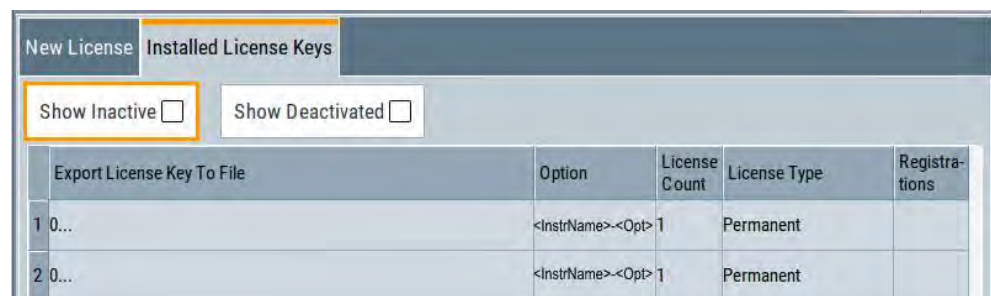 New License Installed License Keys
Show Inactive Show Deactivated
Export License Key To File Option License Count License Type Registra-tions
1 0... <InstrName>-<Opt> 1 Permanent
2 0... <InstrName>-<Opt> 1 Permanent